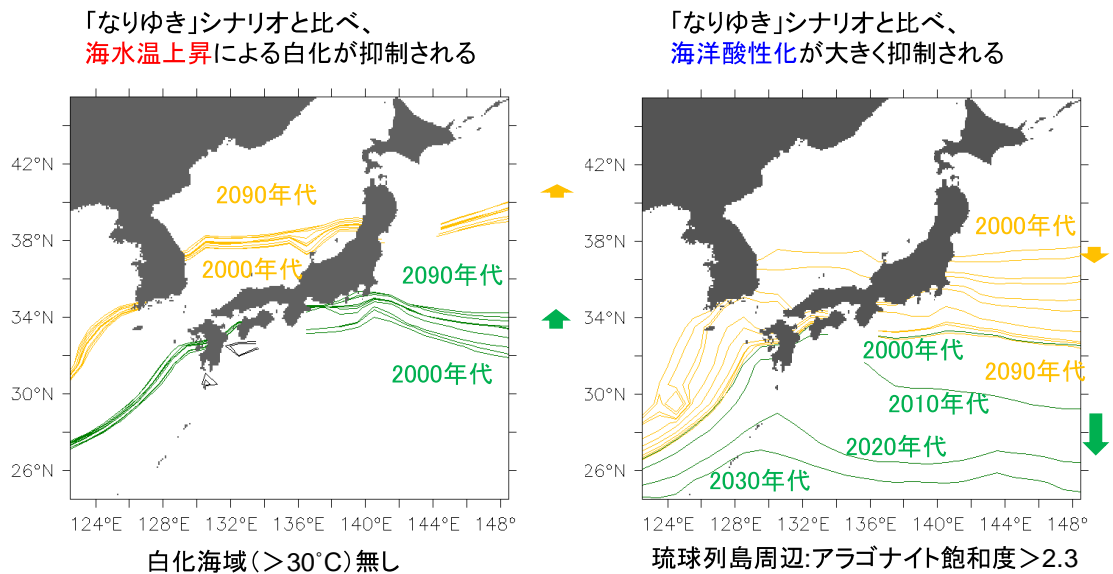 「なりゆき」シナリオと比べ、
海水温上昇による白化が抑制される
42°N
38°N
34°N
30°N
26°N
124°E
128°E
132°E
136°E
140°E
144°E
148°
2090年代
2000年代
2090年代
2000年代
白化海域（＞30°C）無し
「なりゆき」シナリオと比べ、
海洋酸性化が大きく抑制される
42°N
38°N
34°N
30°N
26°N
124°E
128°E
132°E
136°E
140°E
144°E
148°
2000年代
2000年代
2090年代
2010年代
2020年代
2030年代
琉球列島周辺:アラゴナイト飽和度＞2.3